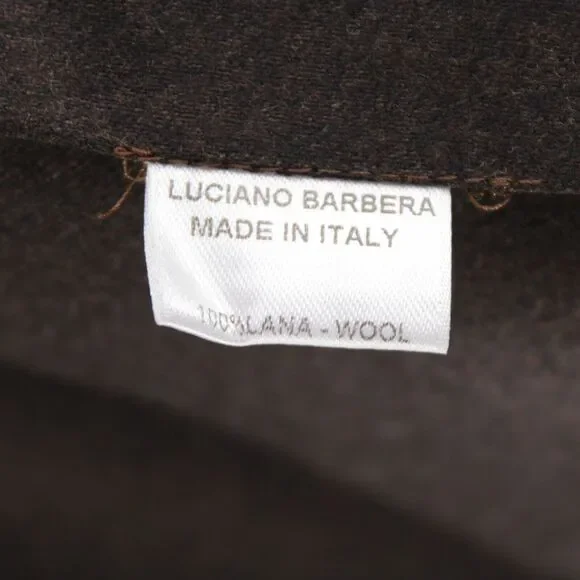 LUCIANO BARBERA
MADE IN ITALY
100%LANA - WOOL